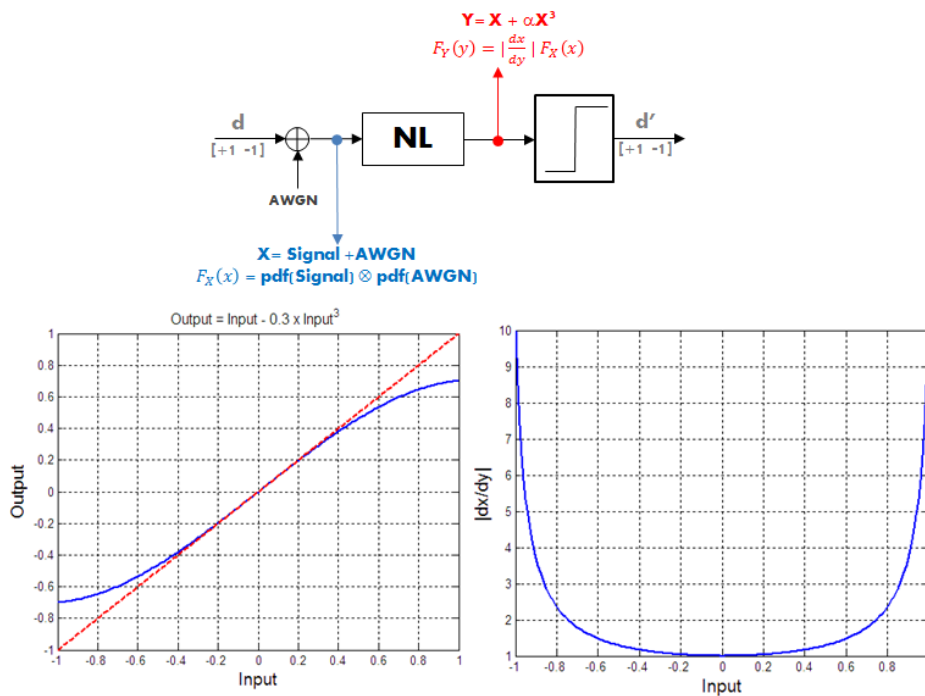 Y= X + αX³
F_Y(y) = |dx/dy| F_X(x)
d
[+1 -1]
NL
d′
[+1 -1]
AWGN
X= Signal +AWGN
F_X(x) = pdf(Signal) ⊗ pdf(AWGN)
Output = Input - 0.3 x Input³
1
0.8
0.6
0.4
0.2
0
-0.2
-0.4
-0.6
-0.8
-1
Output
-1 -0.8 -0.6 -0.4 -0.2 0 0.2 0.4 0.6 0.8 1
Input
10
9
8
7
6
5
4
3
2
1
|dx/dy|
-1 -0.8 -0.6 -0.4 -0.2 0 0.2 0.4 0.6 0.8
Input